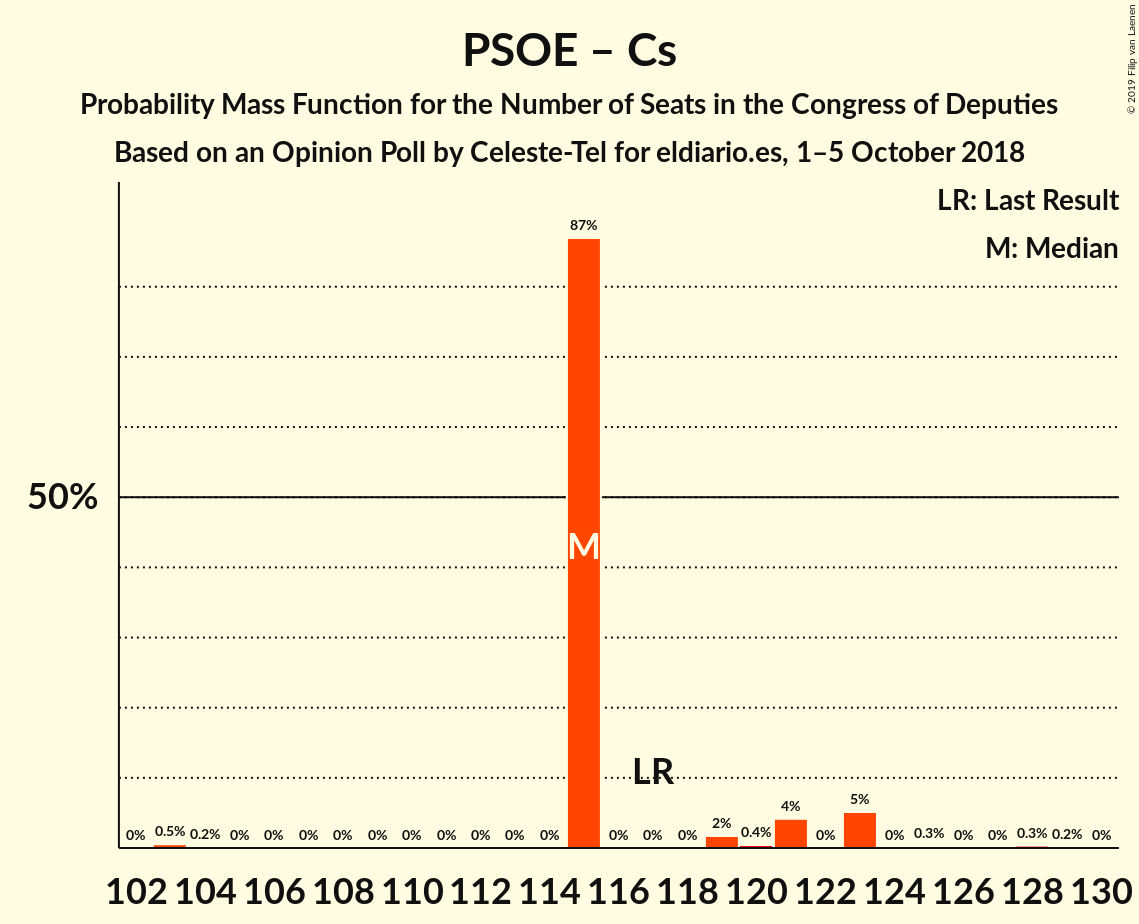 PSOE – Cs
Probability Mass Function for the Number of Seats in the Congress of Deputies
Based on an Opinion Poll by Celeste-Tel for eldiario.es, 1–5 October 2018
© 2019 Filip van Laenen
LR: Last Result
M: Median
87%
50%
M
LR
0% 0.5% 0.2% 0% 0% 0% 0% 0% 0% 0% 0% 0% 0% 0% 0% 0% 2% 0.4% 4% 0% 5% 0% 0.3% 0% 0% 0.3% 0.2% 0%
102 104 106 108 110 112 114 116 118 120 122 124 126 128 130